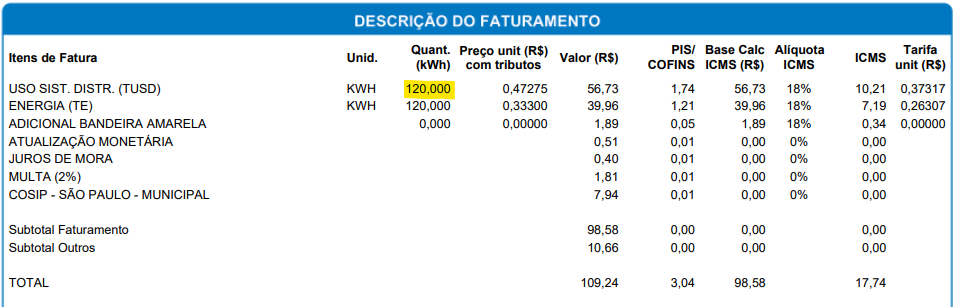 DESCRIÇÃO DO FATURAMENTO
Itens de Fatura Unid. Quant. (kWh) Preço unit (R$) com tributos Valor (R$) PIS/ COFINS Base Calc ICMS (R$) Alíquota ICMS ICMS Tarifa unit (R$)
USO SIST. DISTR. (TUSD) KWH 120,000 0,47275 56,73 1,74 56,73 18% 10,21 0,37317
ENERGIA (TE) KWH 120,000 0,33300 39,96 1,21 39,96 18% 7,19 0,26307
ADICIONAL BANDEIRA AMARELA 0,000 0,00000 1,89 0,05 1,89 18% 0,34 0,00000
ATUALIZAÇÃO MONETÁRIA 0,51 0,01 0,00 0% 0,00
JUROS DE MORA 0,40 0,01 0,00 0% 0,00
MULTA (2%) 1,81 0,01 0,00 0% 0,00
COSIP - SÃO PAULO - MUNICIPAL 7,94 0,01 0,00 0% 0,00
Subtotal Faturamento 98,58 0,00 0,00 0,00
Subtotal Outros 10,66 0,00 0,00 0,00
TOTAL 109,24 3,04 98,58 17,74